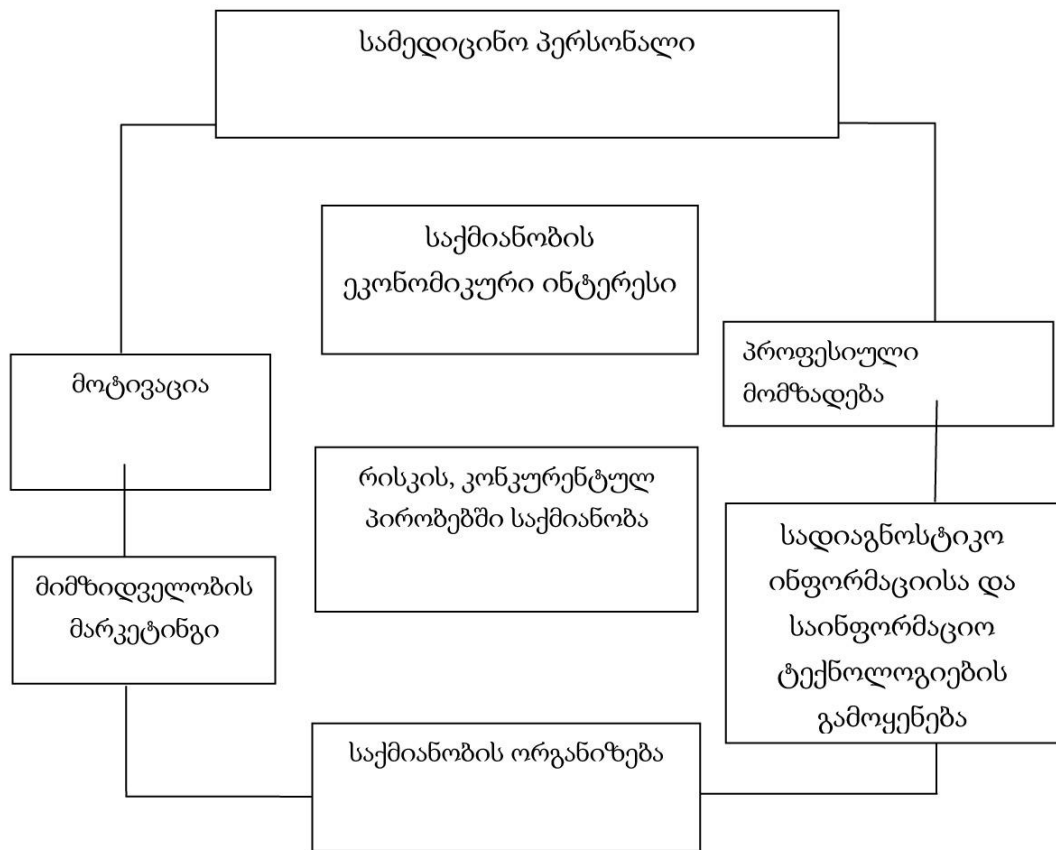 სამედიცინო პერსონალი
საქმიანობის
ეკონომიკური ინტერესი
პროფესიული
მომზადება
მოტივაცია
რისკის, კონკურენტულ
პირობებში საქმიანობა
სადიაგნოსტიკო
ინფორმაციისა და
საინფორმაციო
ტექნოლოგიების
გამოყენება
მიმზიდველობის
მარკეტინგი
საქმიანობის ორგანიზება